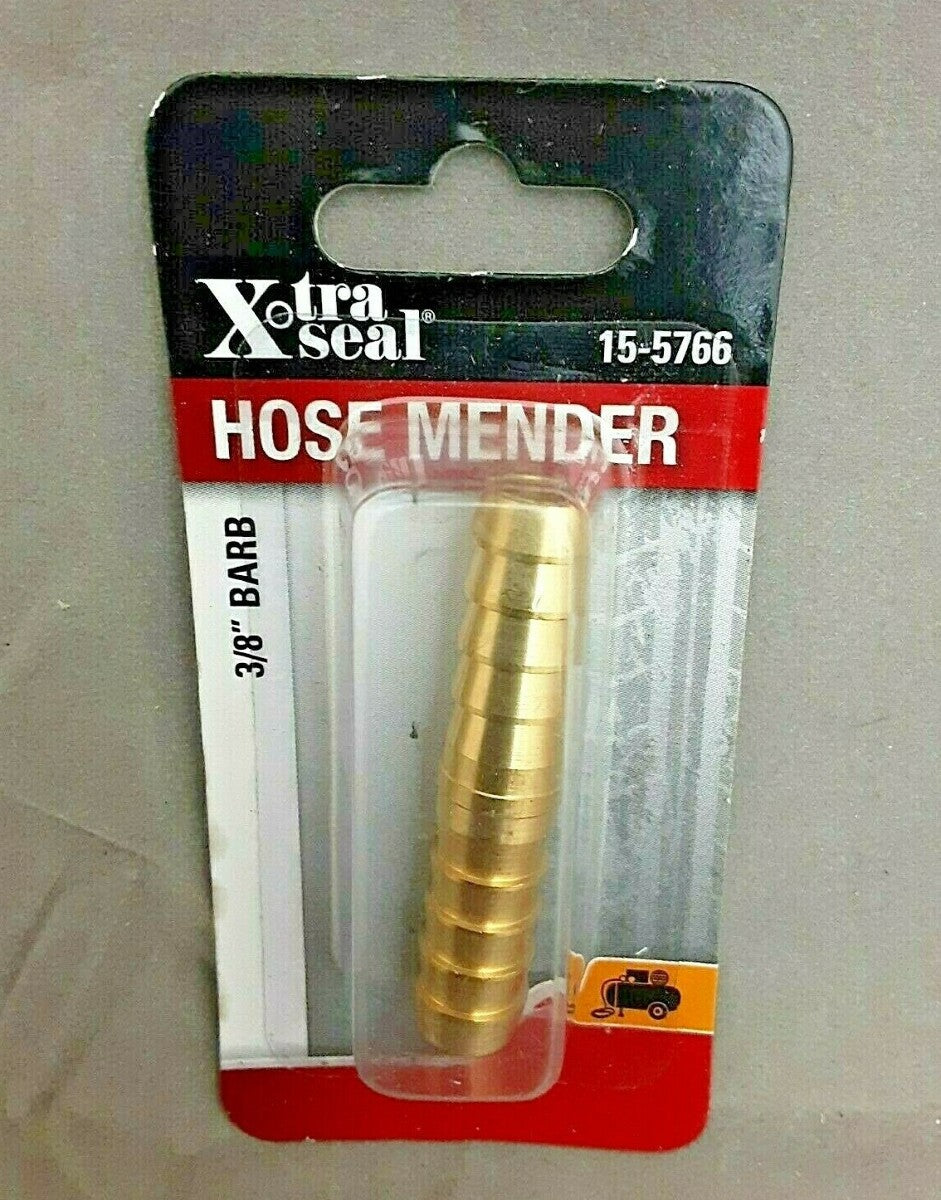 Xtra seal®
15-5766
HOSE MENDER
3/8" BARB